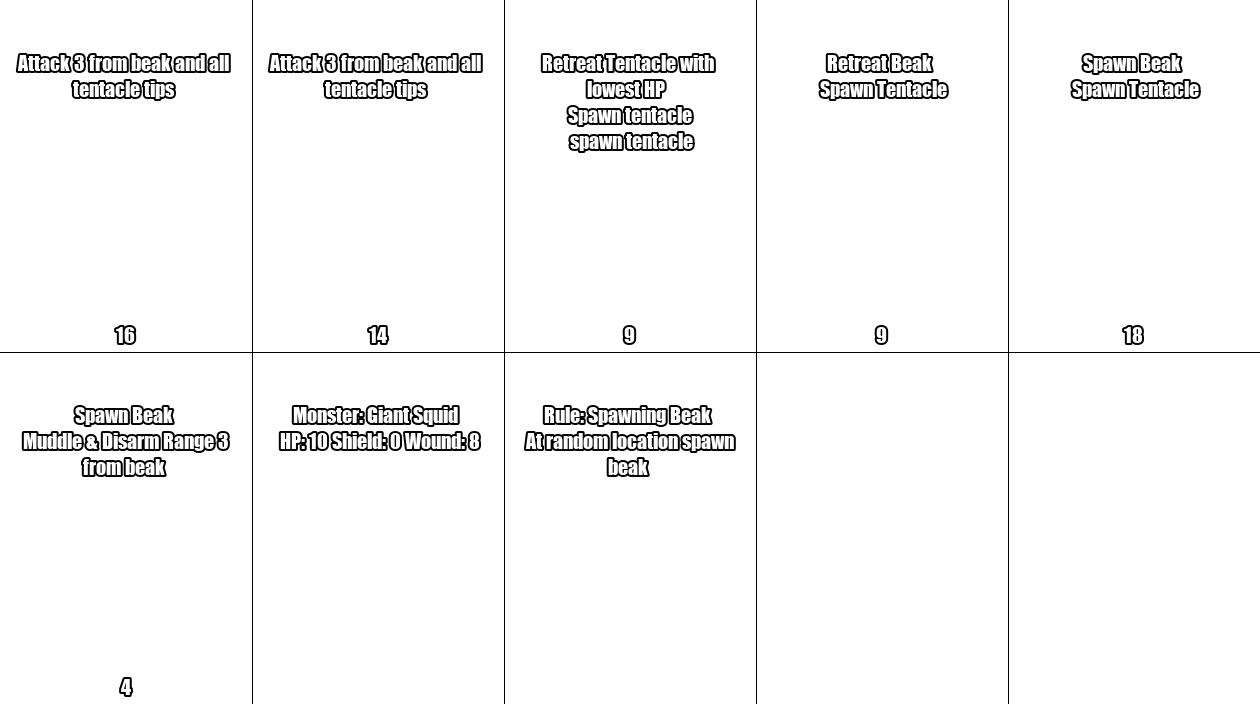 Attack 3 from beak and all
tentacle tips
16
Attack 3 from beak and all
tentacle tips
14
Retreat Tentacle with
lowest HP
Spawn tentacle
spawn tentacle
9
Retreat Beak
Spawn Tentacle
9
Spawn Beak
Spawn Tentacle
18
Spawn Beak
Muddle & Disarm Range 3
from beak
4
Monster: Giant Squid
HP: 10 Shield: 0 Wound: 8
Rule: Spawning Beak
At random location spawn
beak